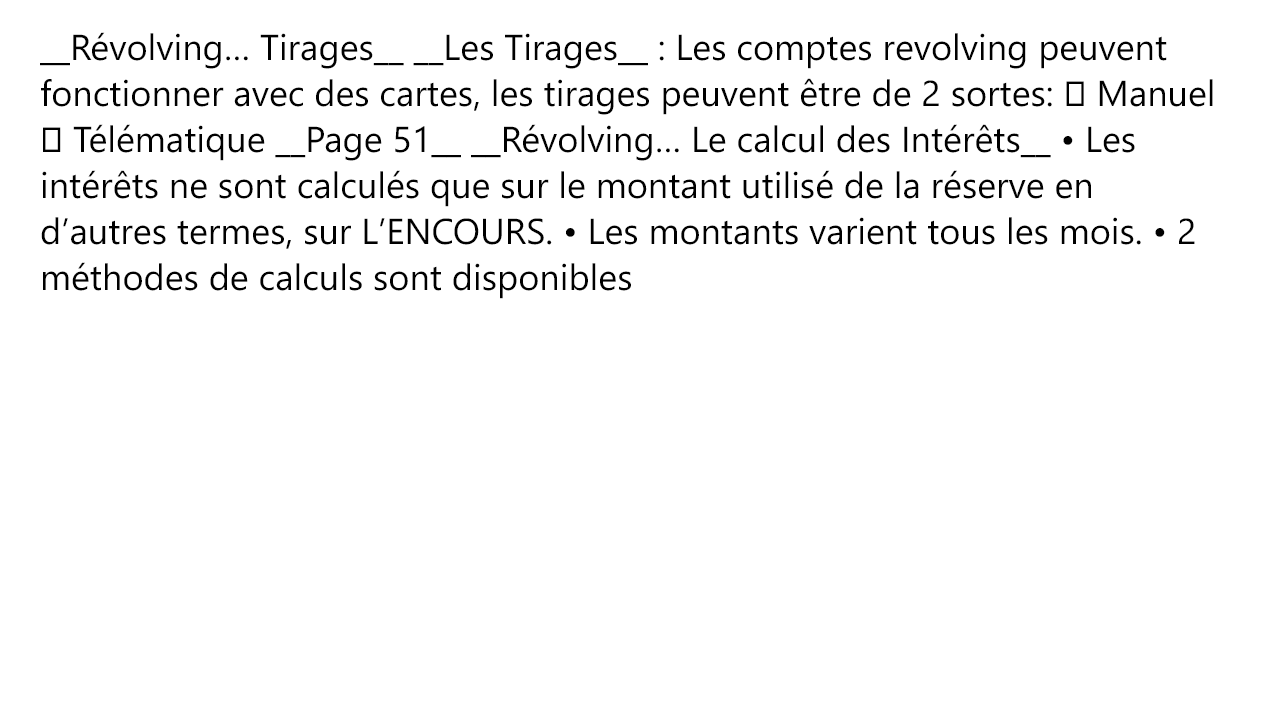 __Révolving... Tirages__ __Les Tirages__ : Les comptes revolving peuvent
fonctionner avec des cartes, les tirages peuvent être de 2 sortes:  Manuel
 Télématique __Page 51__ __Révolving... Le calcul des Intérêts__ • Les
intérêts ne sont calculés que sur le montant utilisé de la réserve en
d’autres termes, sur L’ENCOURS. • Les montants varient tous les mois. • 2
méthodes de calculs sont disponibles